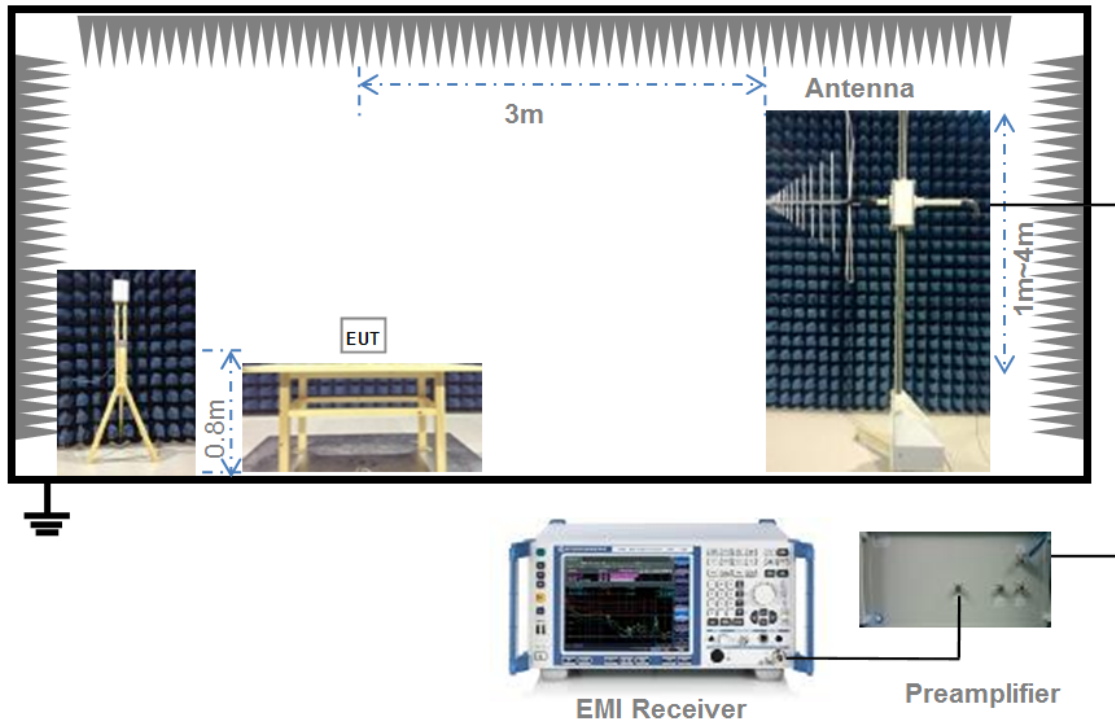 Antenna
3m
1m~4m
EUT
0.8m
EMI Receiver
Preamplifier